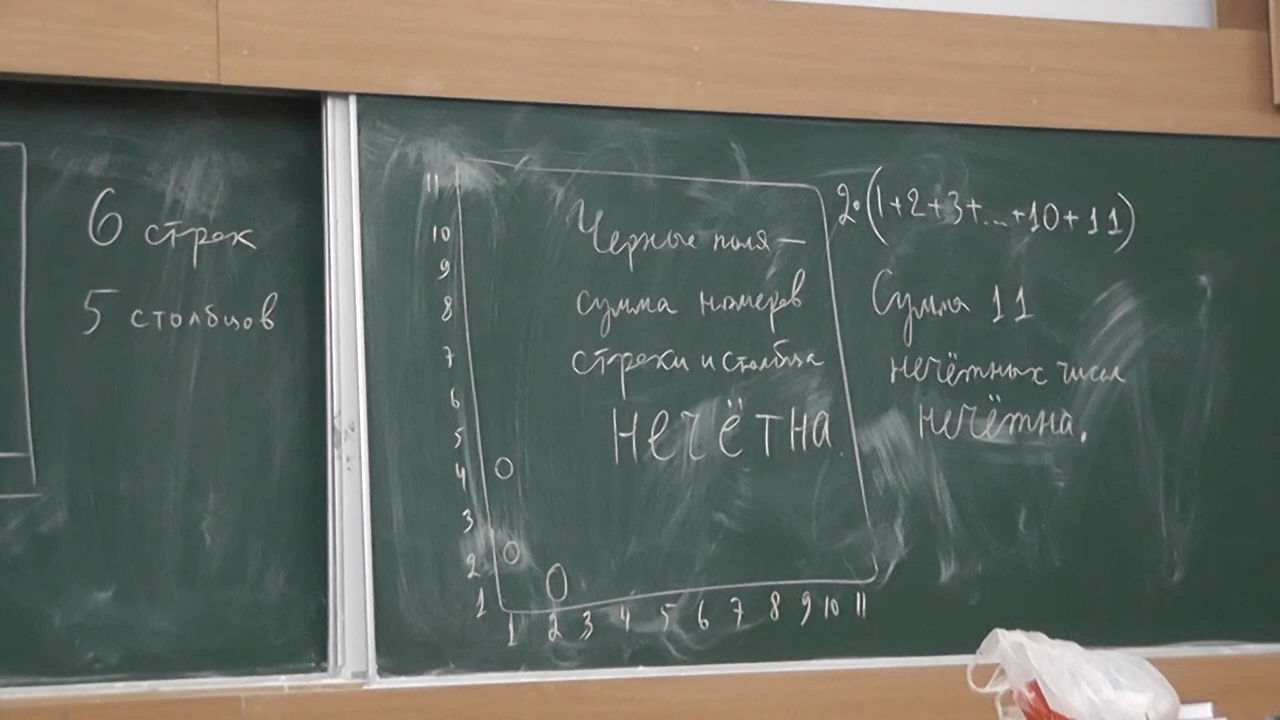 6 строк
5 столбцов
11
10
9
8
7
6
5
4
3
2
1
1 2 3 4 5 6 7 8 9 10 11
Черные поля —
сумма номеров
строки и столбца
НЕЧЁТНА.
2·(1+2+3+...+10+11)
Сумма 11
нечётных чисел
нечётна.